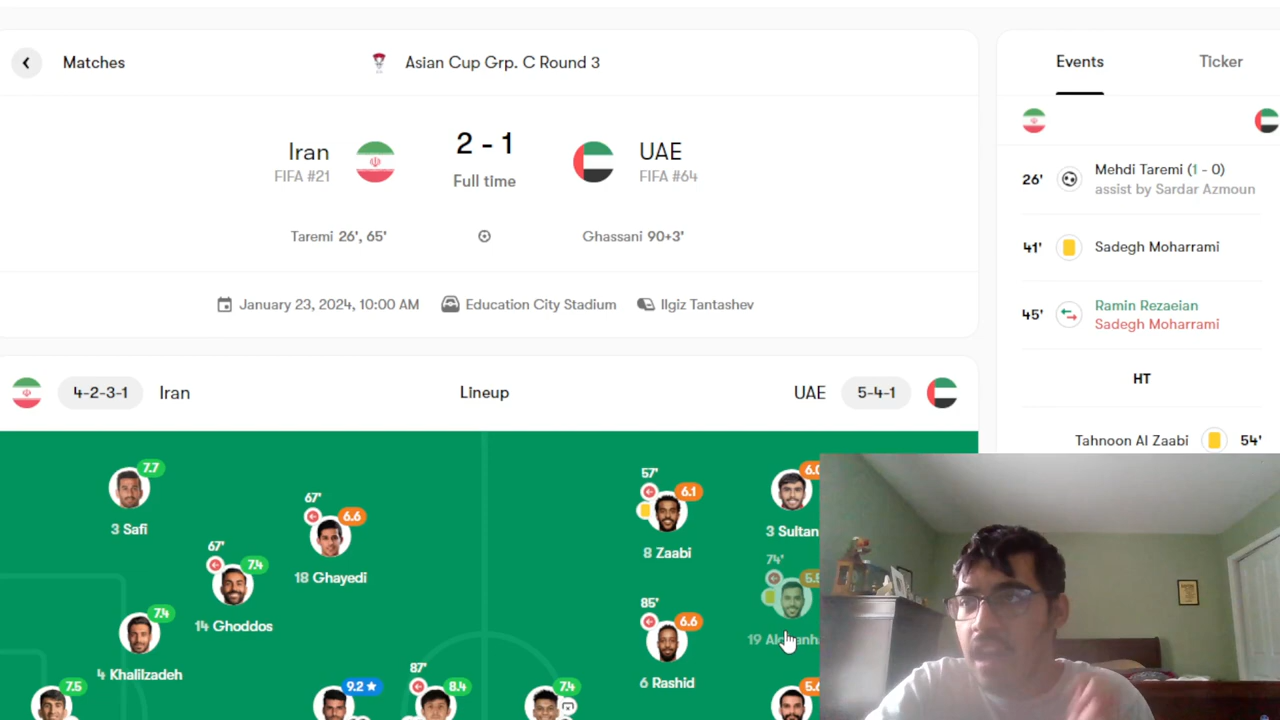 Matches
Asian Cup Grp. C Round 3
Events
Ticker
Iran
FIFA #21
2 - 1
Full time
UAE
FIFA #64
Taremi 26', 65'
Ghassani 90+3'
January 23, 2024, 10:00 AM
Education City Stadium
Ilgiz Tantashev
26'
Mehdi Taremi (1 - 0)
assist by Sardar Azmoun
41'
Sadegh Moharrami
45'
Ramin Rezaeian
Sadegh Moharrami
HT
Tahnoon Al Zaabi
54'
4-2-3-1
Iran
Lineup
UAE
5-4-1
7.7
3 Safi
67'
6.6
18 Ghayedi
67'
7.4
14 Ghoddos
7.4
4 Khalilzadeh
7.5
9.2
87'
8.4
7.4
57'
6.1
8 Zaabi
85'
6.6
6 Rashid
3 Sultan
74'
19